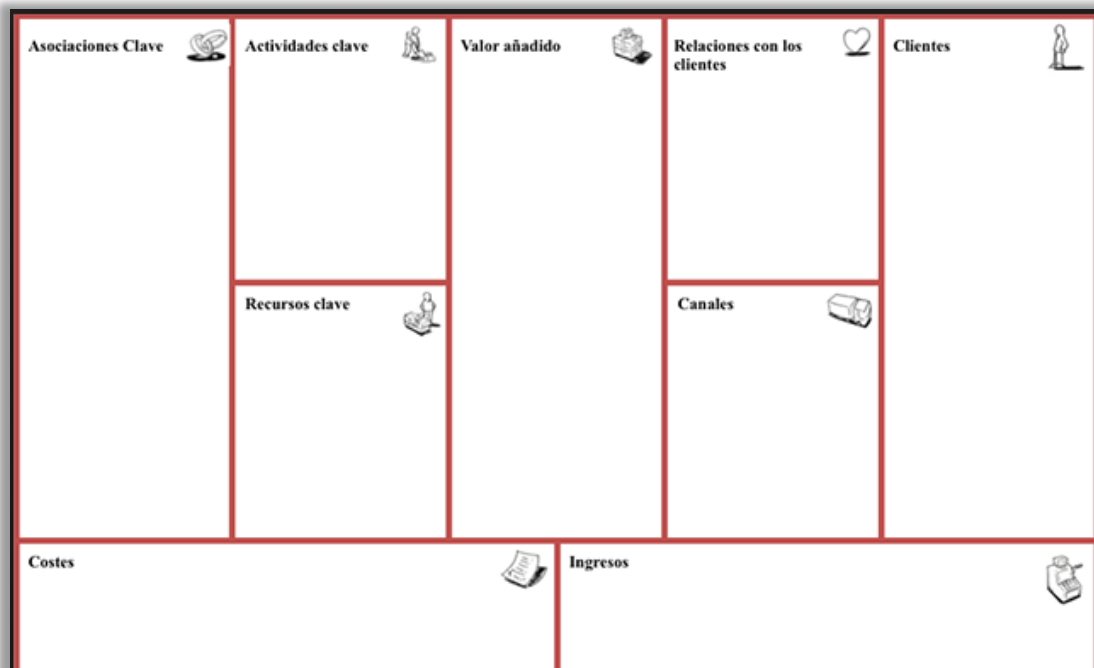 Asociaciones Clave
Actividades clave
Valor añadido
Relaciones con los
clientes
Clientes
Recursos clave
Canales
Costes
Ingresos